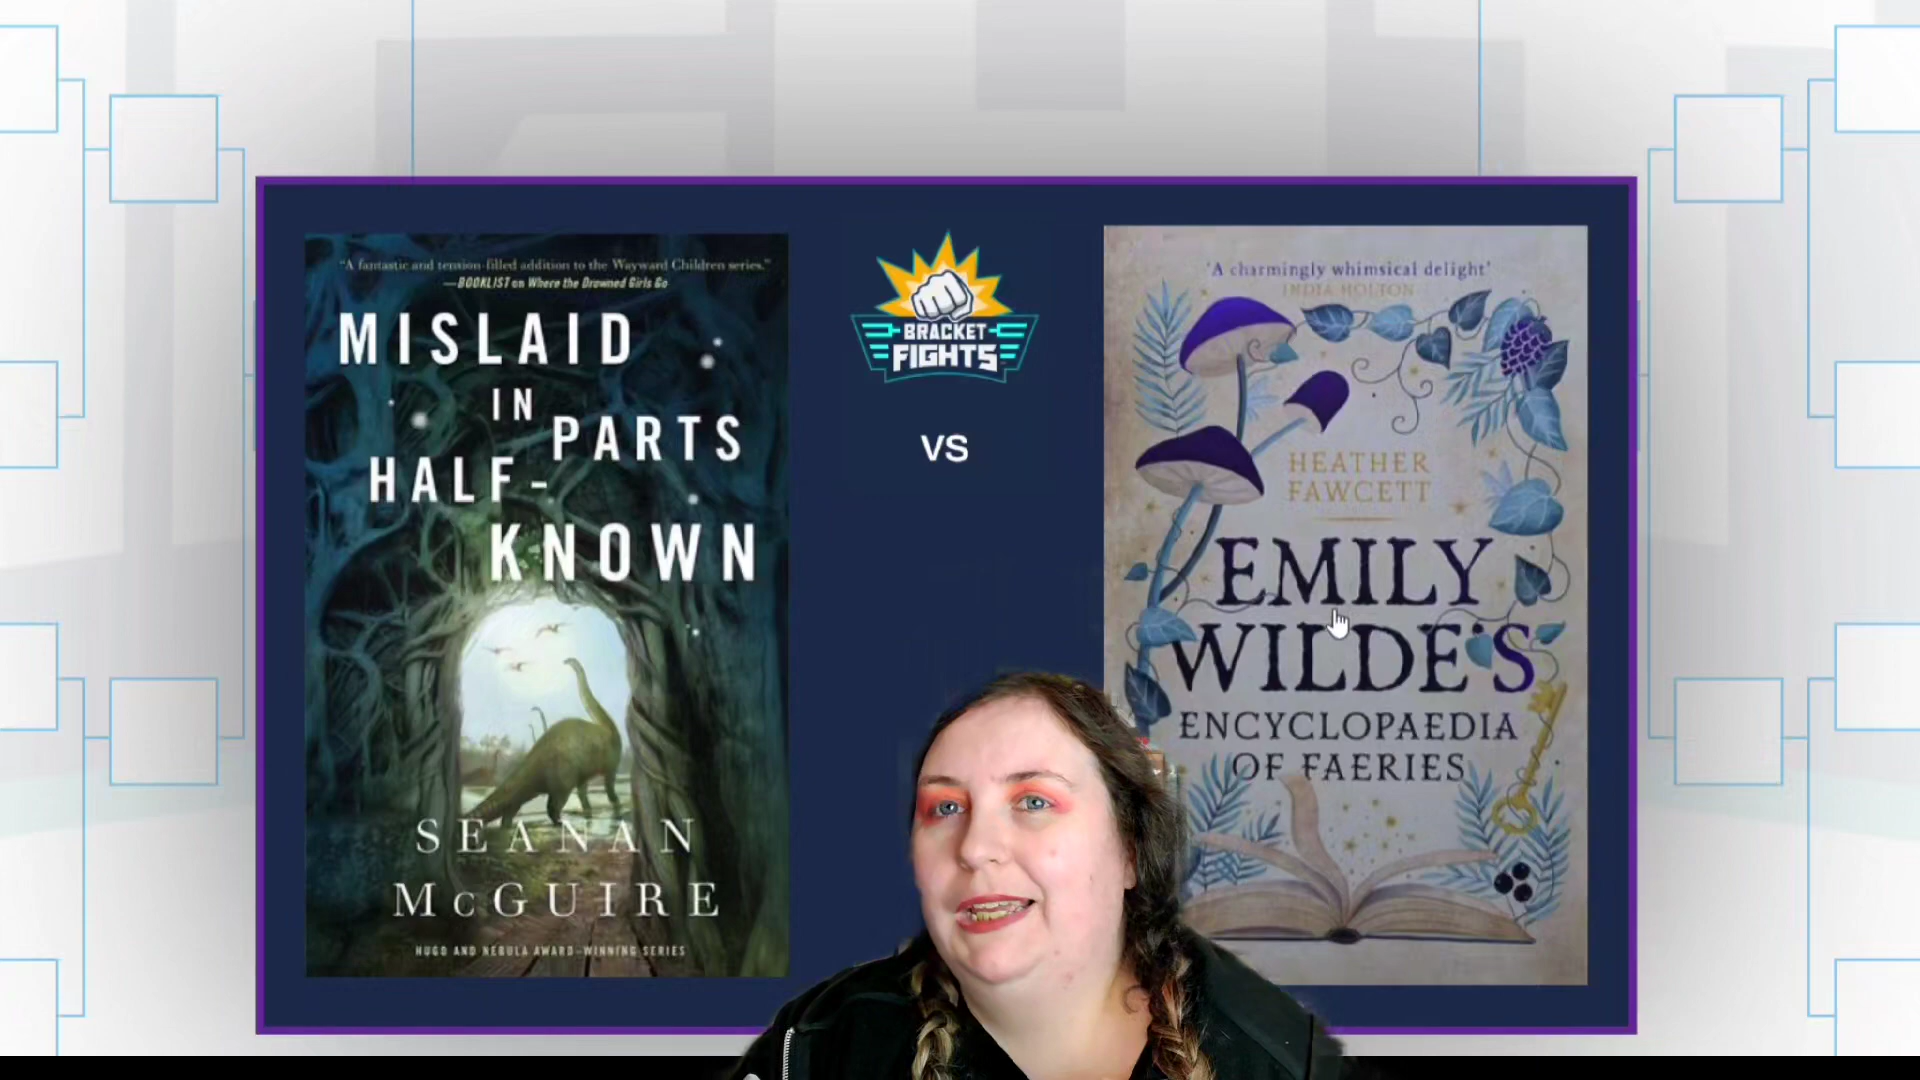 "A fantastic and tension-filled addition to the Wayward Children series."
—BOOKLIST on Where the Drowned Girls Go
MISLAID
IN
PARTS
HALF-
KNOWN
SEANAN
McGUIRE
HUGO AND NEBULA AWARD-WINNING SERIES
BRACKET
FIGHTS
VS
'A charmingly whimsical delight'
INDIA HOLTON
HEATHER
FAWCETT
EMILY
WILDE'S
ENCYCLOPAEDIA
OF FAERIES